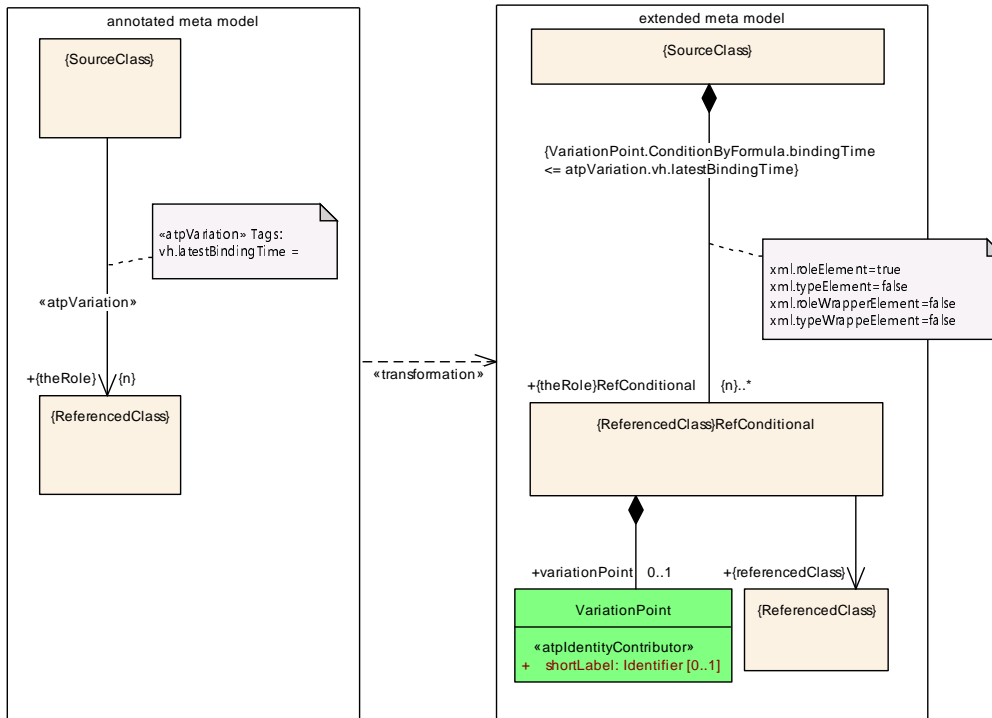 annotated meta model
{SourceClass}
«atpVariation» Tags:
vh.latestBindingTime =
«atpVariation»
+{theRole} {n}
{ReferencedClass}
«transformation»
extended meta model
{SourceClass}
{VariationPoint.ConditionByFormula.bindingTime
<= atpVariation.vh.latestBindingTime}
xml.roleElement=true
xml.typeElement=false
xml.roleWrapperElement=false
xml.typeWrappeElement=false
+{theRole}RefConditional {n}..*
{ReferencedClass}RefConditional
+variationPoint 0..1
+{referencedClass}
VariationPoint
«atpIdentityContributor»
+ shortLabel: Identifier [0..1]
{ReferencedClass}